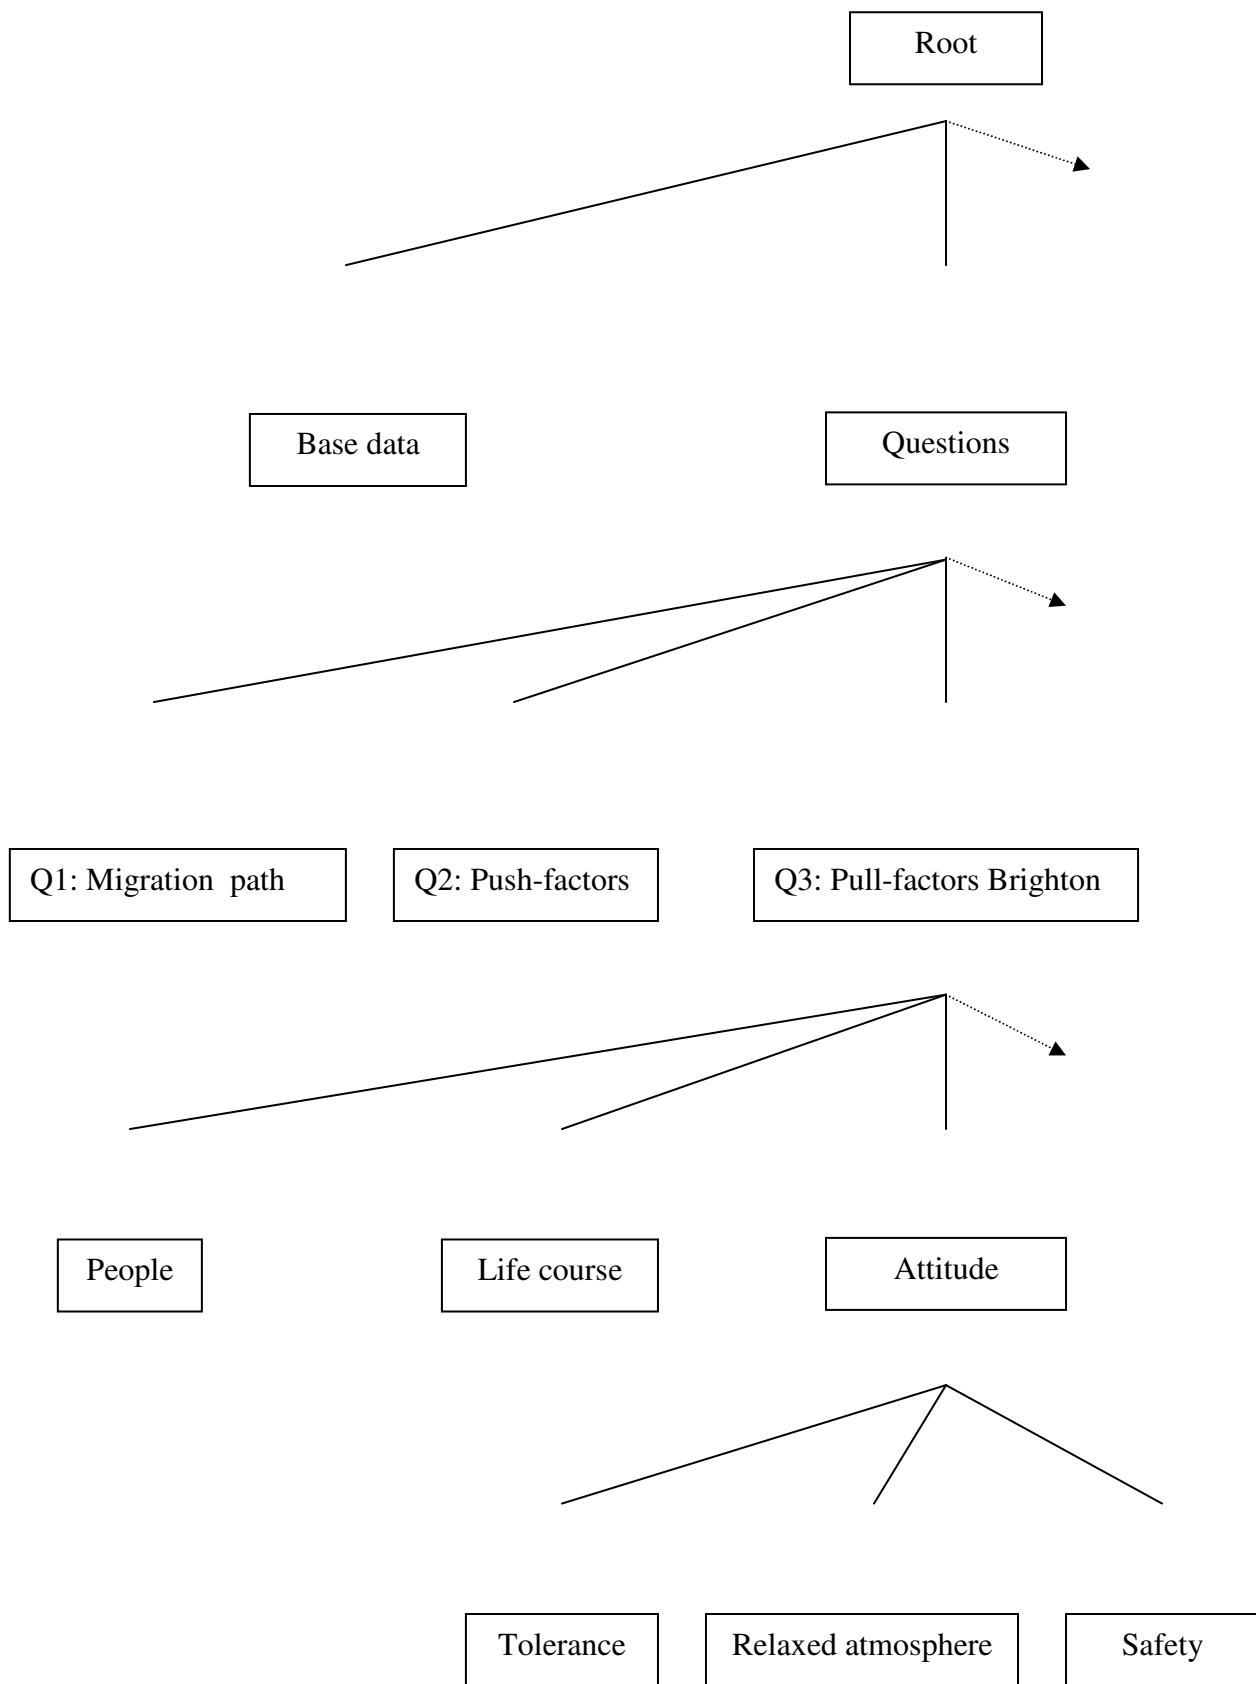 Root
Base data
Questions
Q1: Migration  path
Q2: Push-factors
Q3: Pull-factors Brighton
People
Life course
Attitude
Tolerance
Relaxed atmosphere
Safety